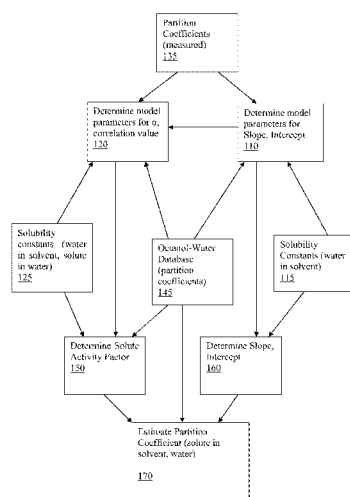 Partition
Coefficients
(measured)
135
Determine model
parameters for α,
correlation value
120
Determine model
parameters for
Slope, Intercept
110
Solubility
constants (water
in solvent, solute
in water)
125
Octanol-Water
Database
(partition
coefficients)
145
Solubility
Constants (water
in solvent)
115
Determine Solute
Activity Factor
150
Determine Slope,
Intercept
160
Estimate Partition
Coefficient (solute in
solvent, water)
170